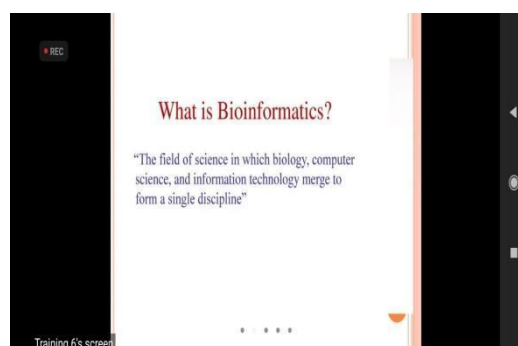 REC
What is Bioinformatics?
“The field of science in which biology, computer
science, and information technology merge to
form a single discipline”
Training 6's screen